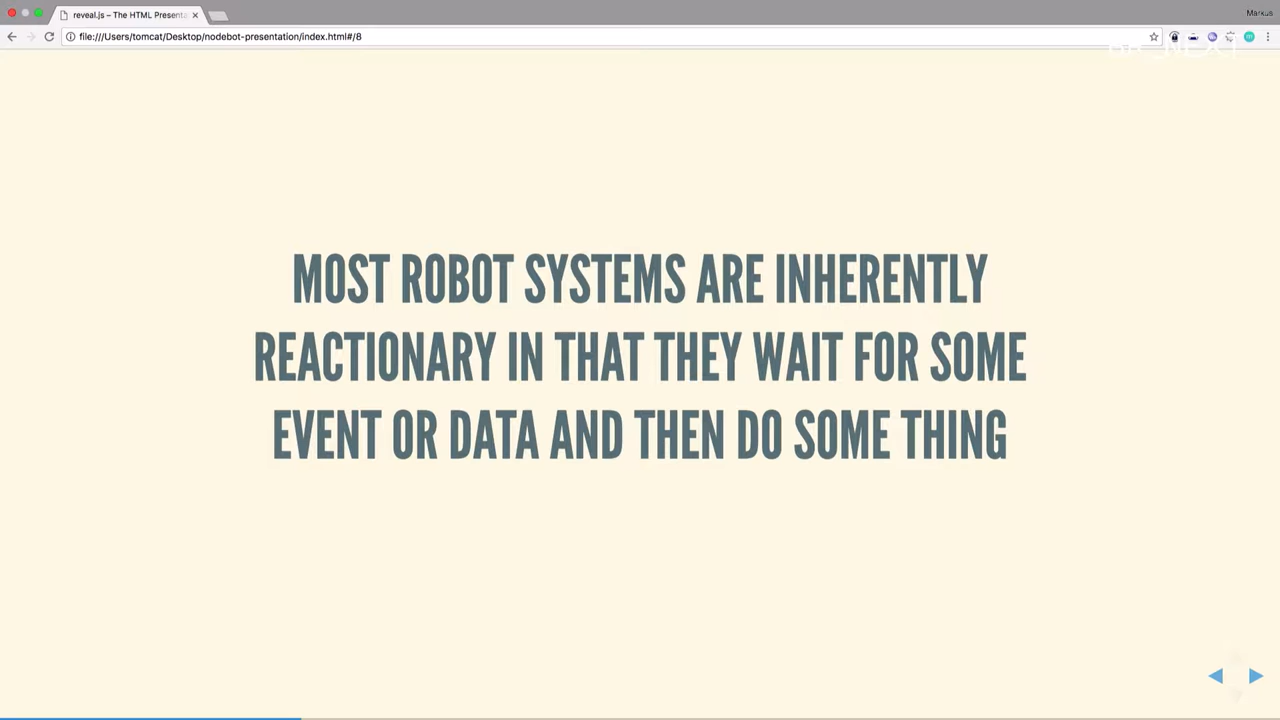 reveal.js – The HTML Presenta
Markus
file:///Users/tomcat/Desktop/nodebot-presentation/index.html#/8
MOST ROBOT SYSTEMS ARE INHERENTLY
REACTIONARY IN THAT THEY WAIT FOR SOME
EVENT OR DATA AND THEN DO SOME THING